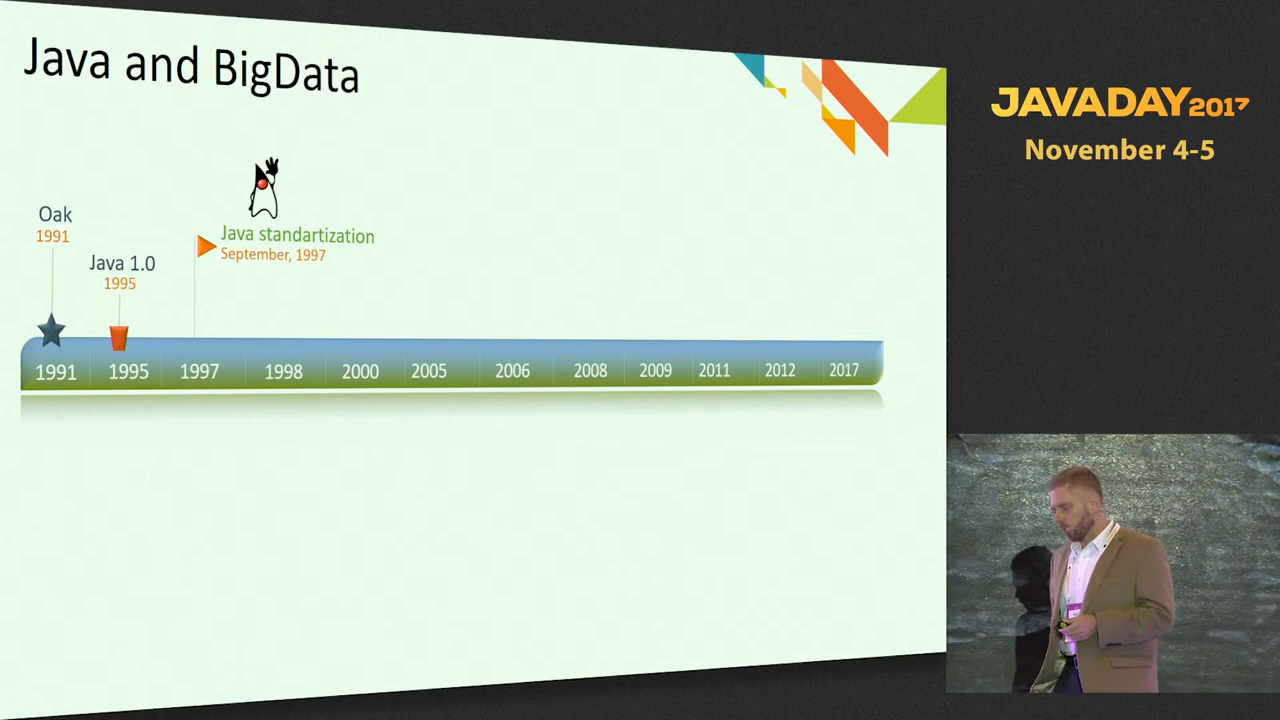 Java and BigData
JAVADAY2017
November 4-5
Oak
1991
Java 1.0
1995
Java standartization
September, 1997
1991 1995 1997 1998 2000 2005 2006 2008 2009 2011 2012 2017